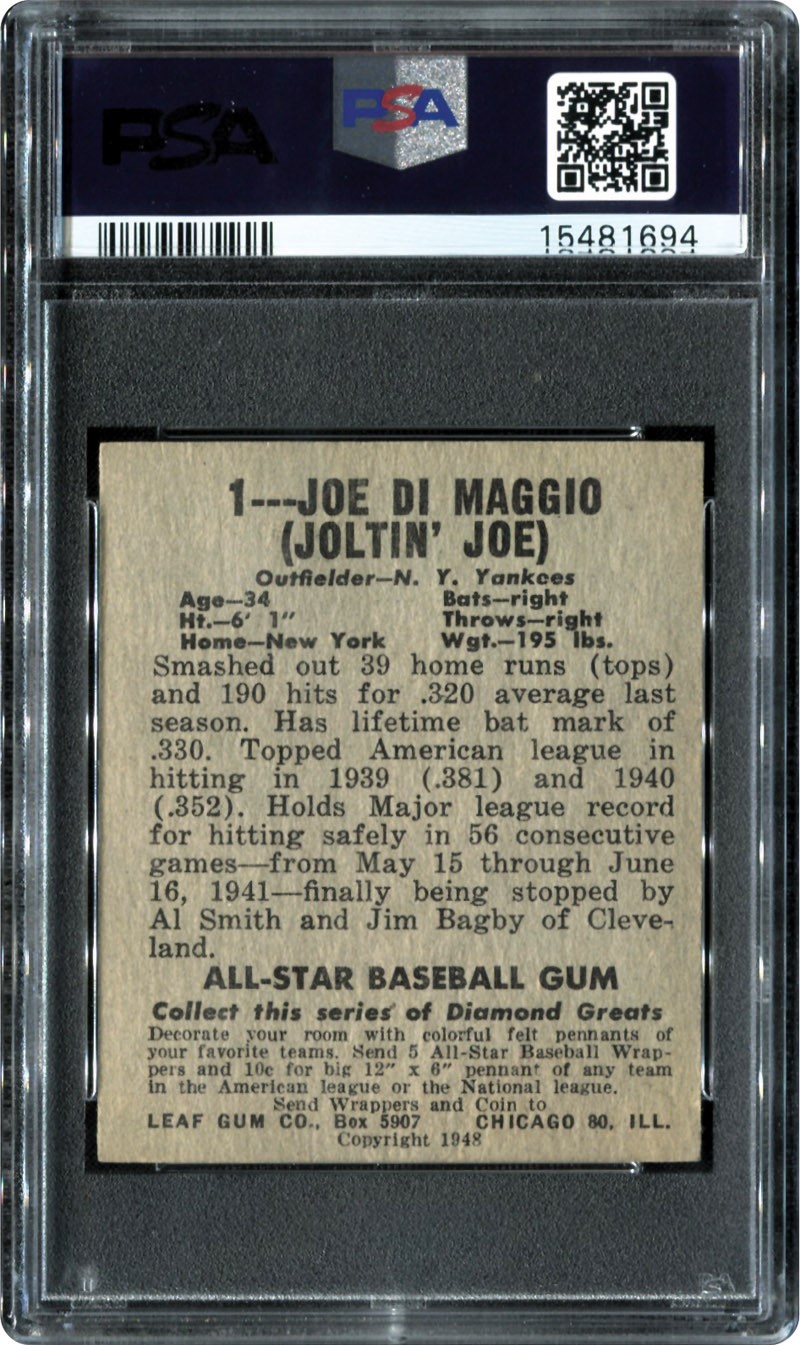 PSA
PSA
15481694
1---JOE DI MAGGIO
(JOLTIN' JOE)
Outfielder—N. Y. Yankees
Age—34 Bats—right
Ht.—6' 1" Throws—right
Home—New York Wgt.—195 lbs.
Smashed out 39 home runs (tops)
and 190 hits for .320 average last
season. Has lifetime bat mark of
.330. Topped American league in
hitting in 1939 (.381) and 1940
(.352). Holds Major league record
for hitting safely in 56 consecutive
games—from May 15 through June
16, 1941—finally being stopped by
Al Smith and Jim Bagby of Cleve-
land.
ALL-STAR BASEBALL GUM
Collect this series of Diamond Greats
Decorate your room with colorful felt pennants of
your favorite teams. Send 5 All-Star Baseball Wrap-
pers and 10c for big 12" x 6" pennant of any team
in the American league or the National league.
Send Wrappers and Coin to
LEAF GUM CO., Box 5907 CHICAGO 80, ILL.
Copyright 1948